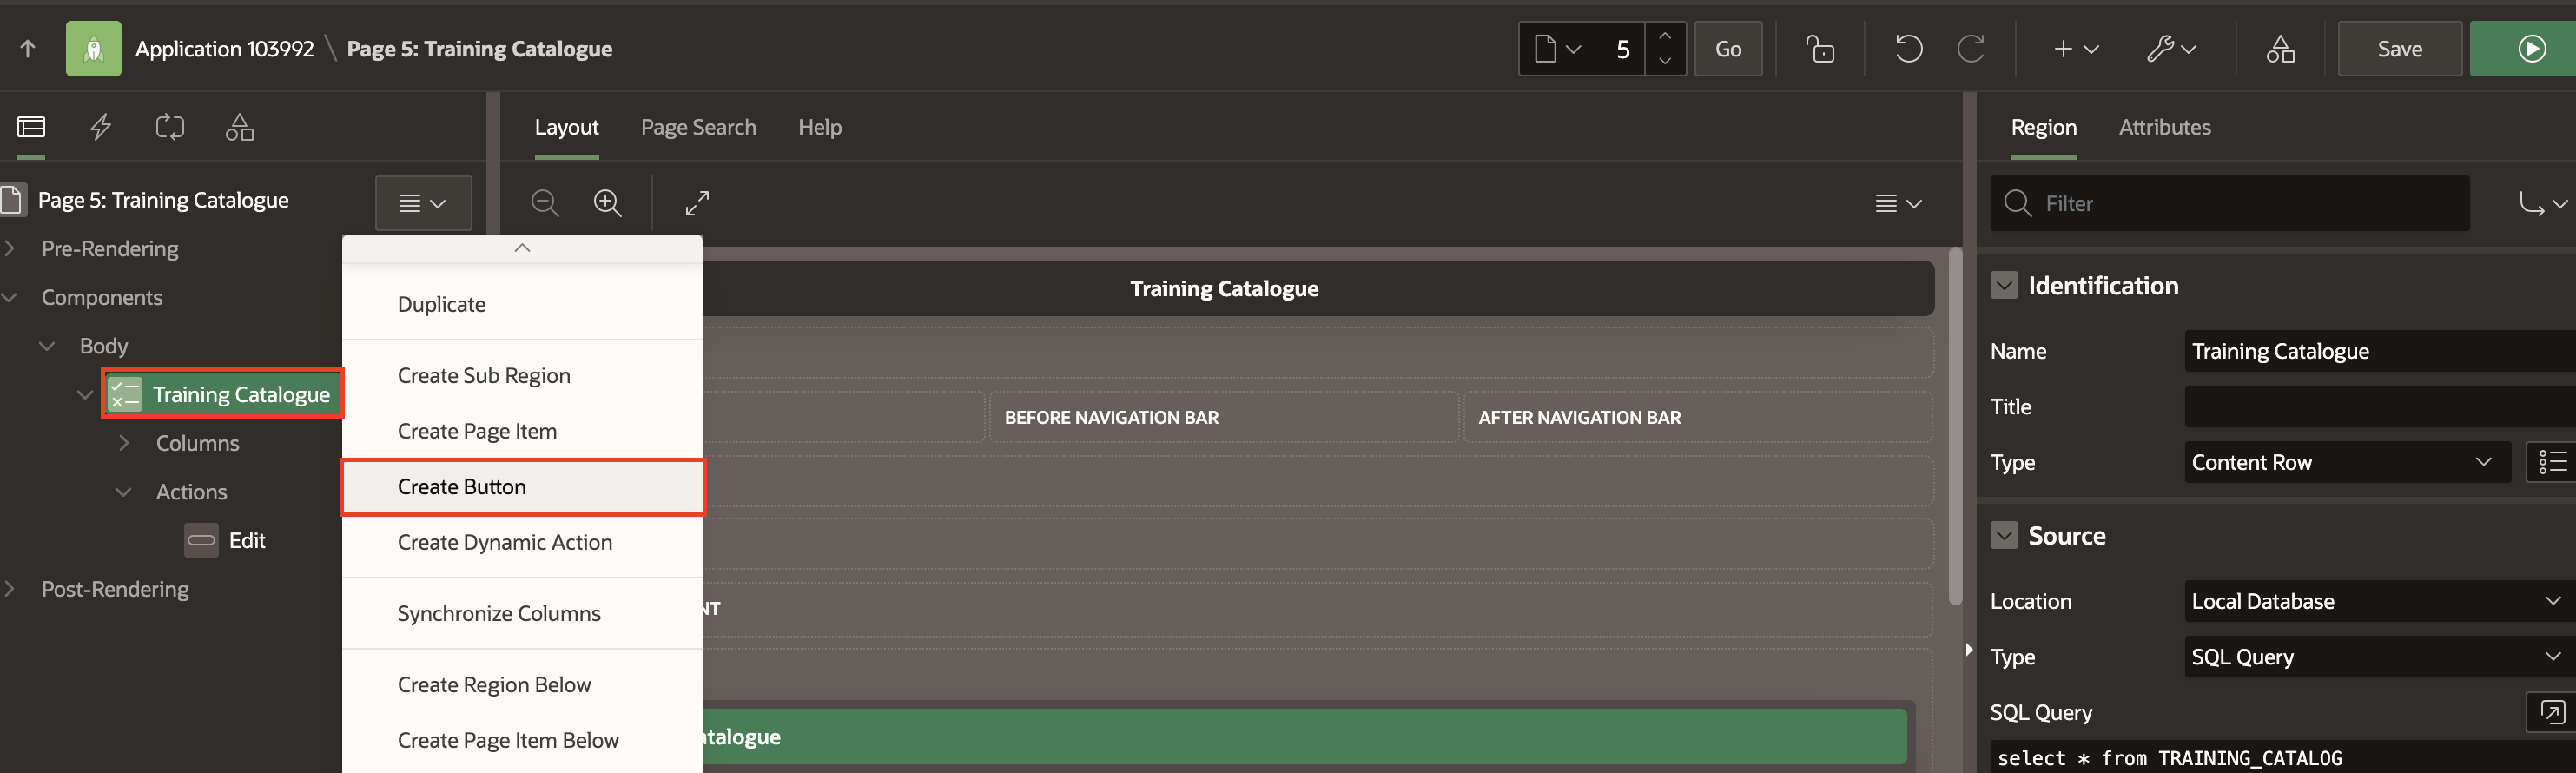 Application 103992 \ Page 5: Training Catalogue
5
Go
Save
Layout
Page Search
Help
Region
Attributes
Page 5: Training Catalogue
Filter
Pre-Rendering
Components
Body
Training Catalogue
Columns
Actions
Edit
Post-Rendering
Duplicate
Create Sub Region
Create Page Item
Create Button
Create Dynamic Action
Synchronize Columns
Create Region Below
Create Page Item Below
Training Catalogue
BEFORE NAVIGATION BAR
AFTER NAVIGATION BAR
NT
atalogue
Identification
Name
Training Catalogue
Title
Type
Content Row
Source
Location
Local Database
Type
SQL Query
SQL Query
select * from TRAINING_CATALOG